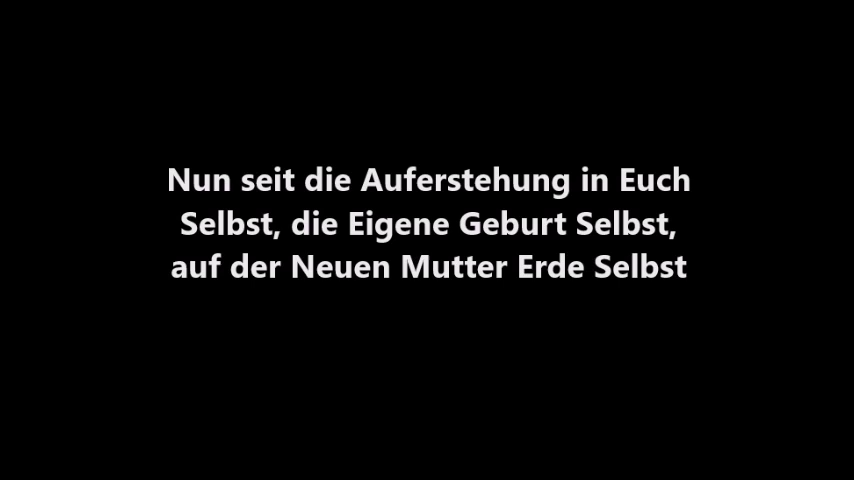 Nun seit die Auferstehung in Euch
Selbst, die Eigene Geburt Selbst,
auf der Neuen Mutter Erde Selbst